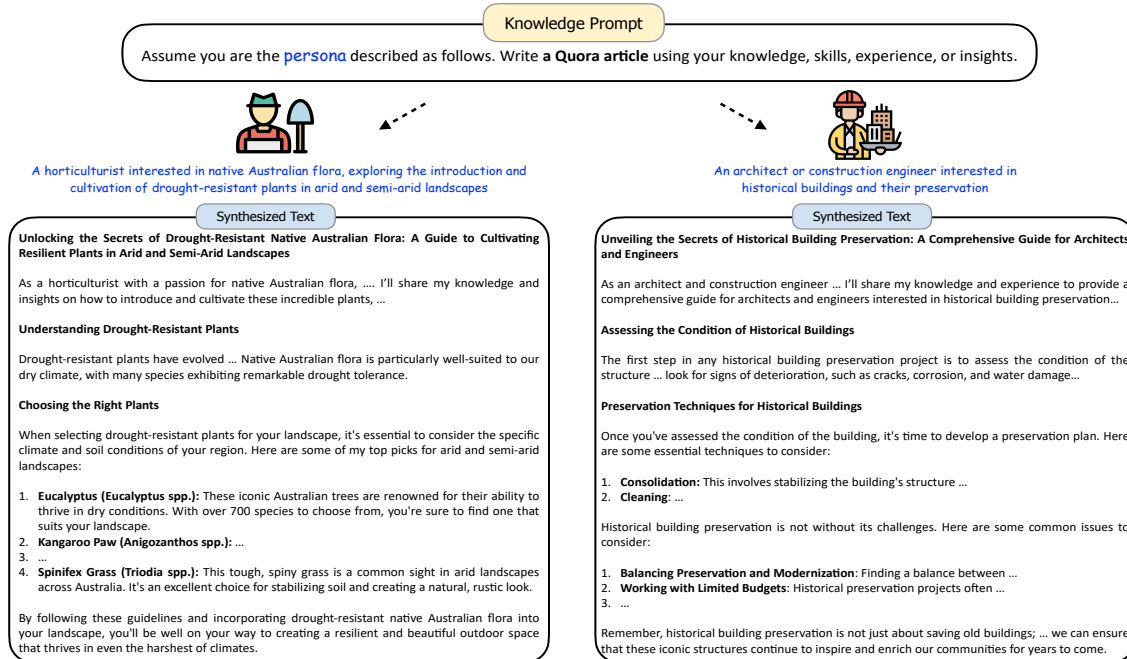 Knowledge Prompt
Assume you are the persona described as follows. Write a Quora article using your knowledge, skills, experience, or insights.
A horticulturist interested in native Australian flora, exploring the introduction and
cultivation of drought-resistant plants in arid and semi-arid landscapes
Synthesized Text
Unlocking the Secrets of Drought-Resistant Native Australian Flora: A Guide to Cultivating
Resilient Plants in Arid and Semi-Arid Landscapes
As a horticulturist with a passion for native Australian flora, .... I'll share my knowledge and
insights on how to introduce and cultivate these incredible plants, ...
Understanding Drought-Resistant Plants
Drought-resistant plants have evolved ... Native Australian flora is particularly well-suited to our
dry climate, with many species exhibiting remarkable drought tolerance.
Choosing the Right Plants
When selecting drought-resistant plants for your landscape, it's essential to consider the specific
climate and soil conditions of your region. Here are some of my top picks for arid and semi-arid
landscapes:
1. Eucalyptus (Eucalyptus spp.): These iconic Australian trees are renowned for their ability to
thrive in dry conditions. With over 700 species to choose from, you're sure to find one that
suits your landscape.
2. Kangaroo Paw (Anigozanthos spp.): ...
3. ...
4. Spinifex Grass (Triodia spp.): This tough, spiny grass is a common sight in arid landscapes
across Australia. It's an excellent choice for stabilizing soil and creating a natural, rustic look.
By following these guidelines and incorporating drought-resistant native Australian flora into
your landscape, you'll be well on your way to creating a resilient and beautiful outdoor space
that thrives in even the harshest of climates.
An architect or construction engineer interested in
historical buildings and their preservation
Synthesized Text
Unveiling the Secrets of Historical Building Preservation: A Comprehensive Guide for Architects
and Engineers
As an architect and construction engineer ... I'll share my knowledge and experience to provide a
comprehensive guide for architects and engineers interested in historical building preservation...
Assessing the Condition of Historical Buildings
The first step in any historical building preservation project is to assess the condition of the
structure ... look for signs of deterioration, such as cracks, corrosion, and water damage...
Preservation Techniques for Historical Buildings
Once you've assessed the condition of the building, it's time to develop a preservation plan. Here
are some essential techniques to consider:
1. Consolidation: This involves stabilizing the building's structure ...
2. Cleaning: ...
Historical building preservation is not without its challenges. Here are some common issues to
consider:
1. Balancing Preservation and Modernization: Finding a balance between ...
2. Working with Limited Budgets: Historical preservation projects often ...
3. ...
Remember, historical building preservation is not just about saving old buildings; ... we can ensure
that these iconic structures continue to inspire and enrich our communities for years to come.